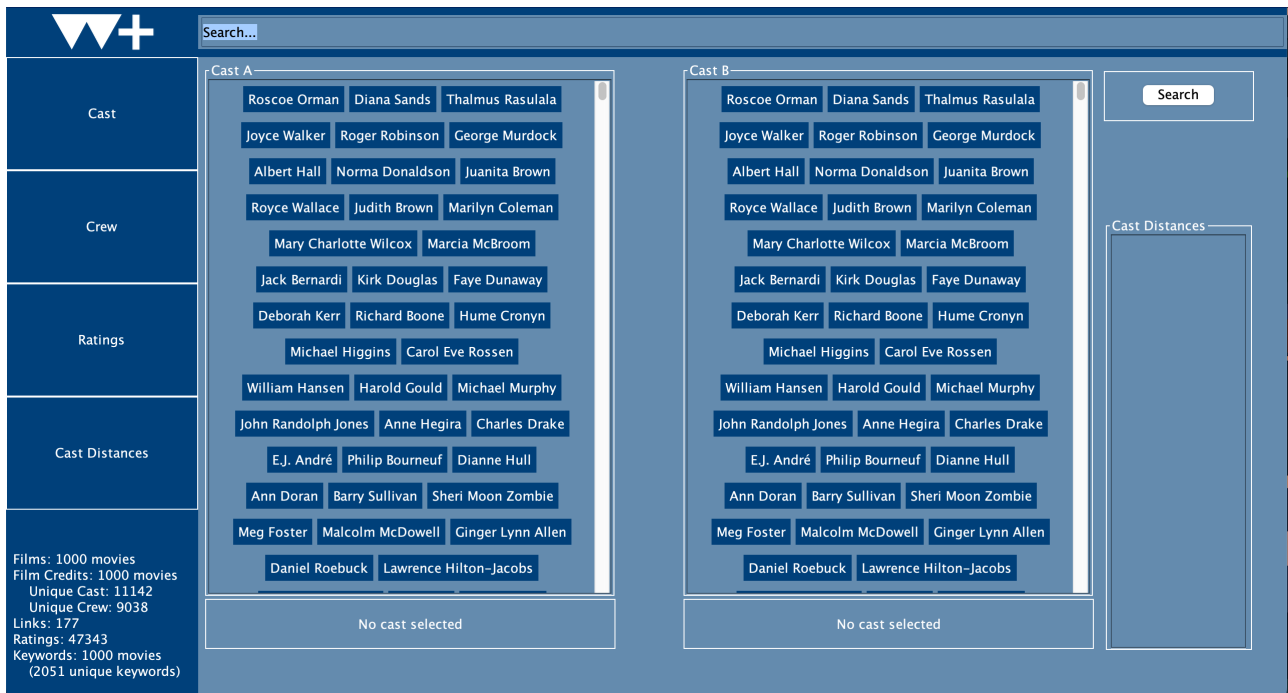 W+
Search...
Cast
Crew
Ratings
Cast Distances
Films: 1000 movies
Film Credits: 1000 movies
Unique Cast: 11142
Unique Crew: 9038
Links: 177
Ratings: 47343
Keywords: 1000 movies
(2051 unique keywords)
Cast A
Roscoe Orman Diana Sands Thalmus Rasulala
Joyce Walker Roger Robinson George Murdock
Albert Hall Norma Donaldson Juanita Brown
Royce Wallace Judith Brown Marilyn Coleman
Mary Charlotte Wilcox Marcia McBroom
Jack Bernardi Kirk Douglas Faye Dunaway
Deborah Kerr Richard Boone Hume Cronyn
Michael Higgins Carol Eve Rossen
William Hansen Harold Gould Michael Murphy
John Randolph Jones Anne Hegira Charles Drake
E.J. André Philip Bourneuf Dianne Hull
Ann Doran Barry Sullivan Sheri Moon Zombie
Meg Foster Malcolm McDowell Ginger Lynn Allen
Daniel Roebuck Lawrence Hilton-Jacobs
No cast selected
Cast B
Roscoe Orman Diana Sands Thalmus Rasulala
Joyce Walker Roger Robinson George Murdock
Albert Hall Norma Donaldson Juanita Brown
Royce Wallace Judith Brown Marilyn Coleman
Mary Charlotte Wilcox Marcia McBroom
Jack Bernardi Kirk Douglas Faye Dunaway
Deborah Kerr Richard Boone Hume Cronyn
Michael Higgins Carol Eve Rossen
William Hansen Harold Gould Michael Murphy
John Randolph Jones Anne Hegira Charles Drake
E.J. André Philip Bourneuf Dianne Hull
Ann Doran Barry Sullivan Sheri Moon Zombie
Meg Foster Malcolm McDowell Ginger Lynn Allen
Daniel Roebuck Lawrence Hilton-Jacobs
No cast selected
Search
Cast Distances